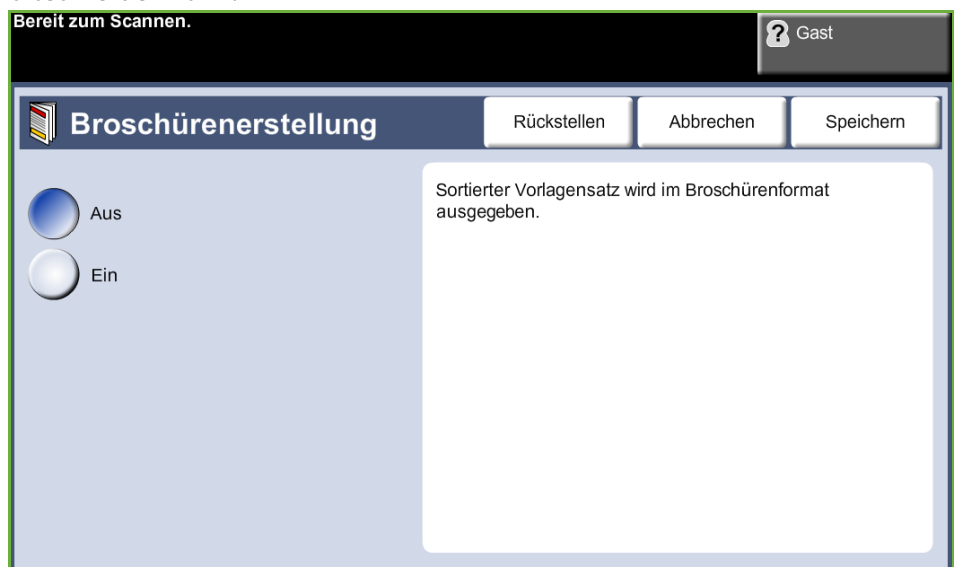 Bereit zum Scannen.
Gast
Broschürenerstellung
Rückstellen
Abbrechen
Speichern
Aus
Ein
Sortierter Vorlagensatz wird im Broschürenformat
ausgegeben.